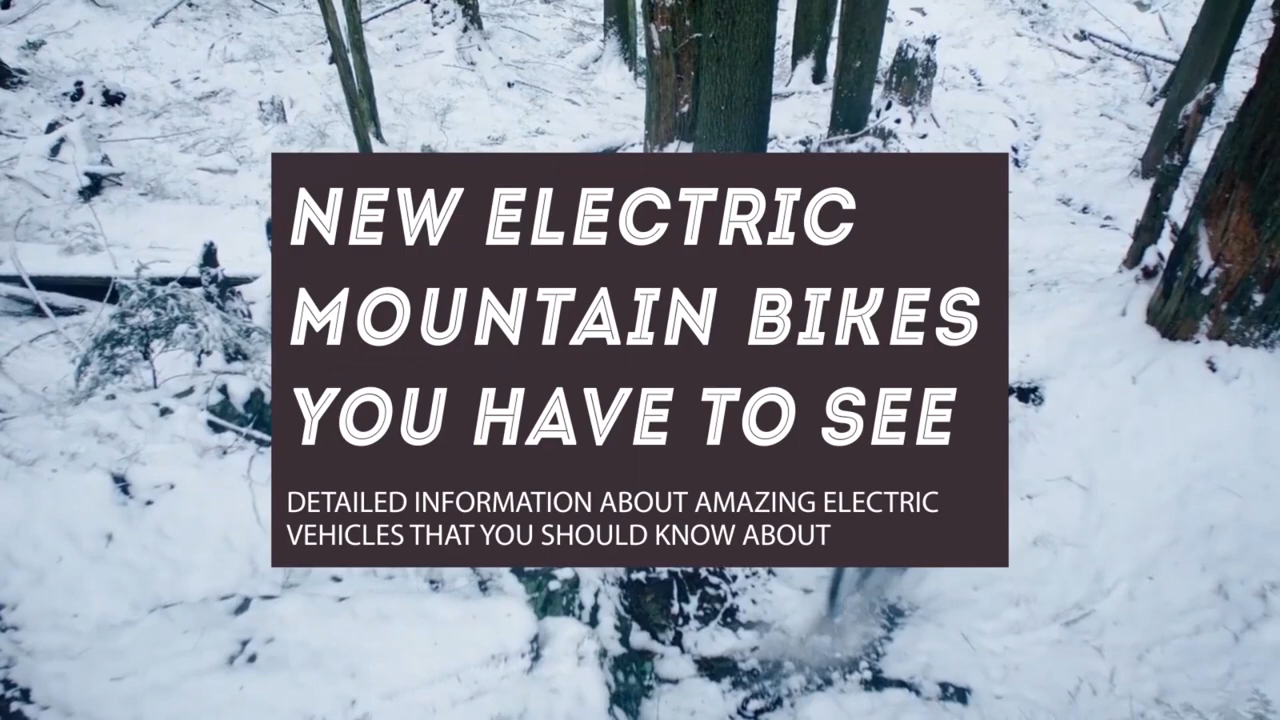 NEW ELECTRIC
MOUNTAIN BIKES
YOU HAVE TO SEE
DETAILED INFORMATION ABOUT AMAZING ELECTRIC
VEHICLES THAT YOU SHOULD KNOW ABOUT